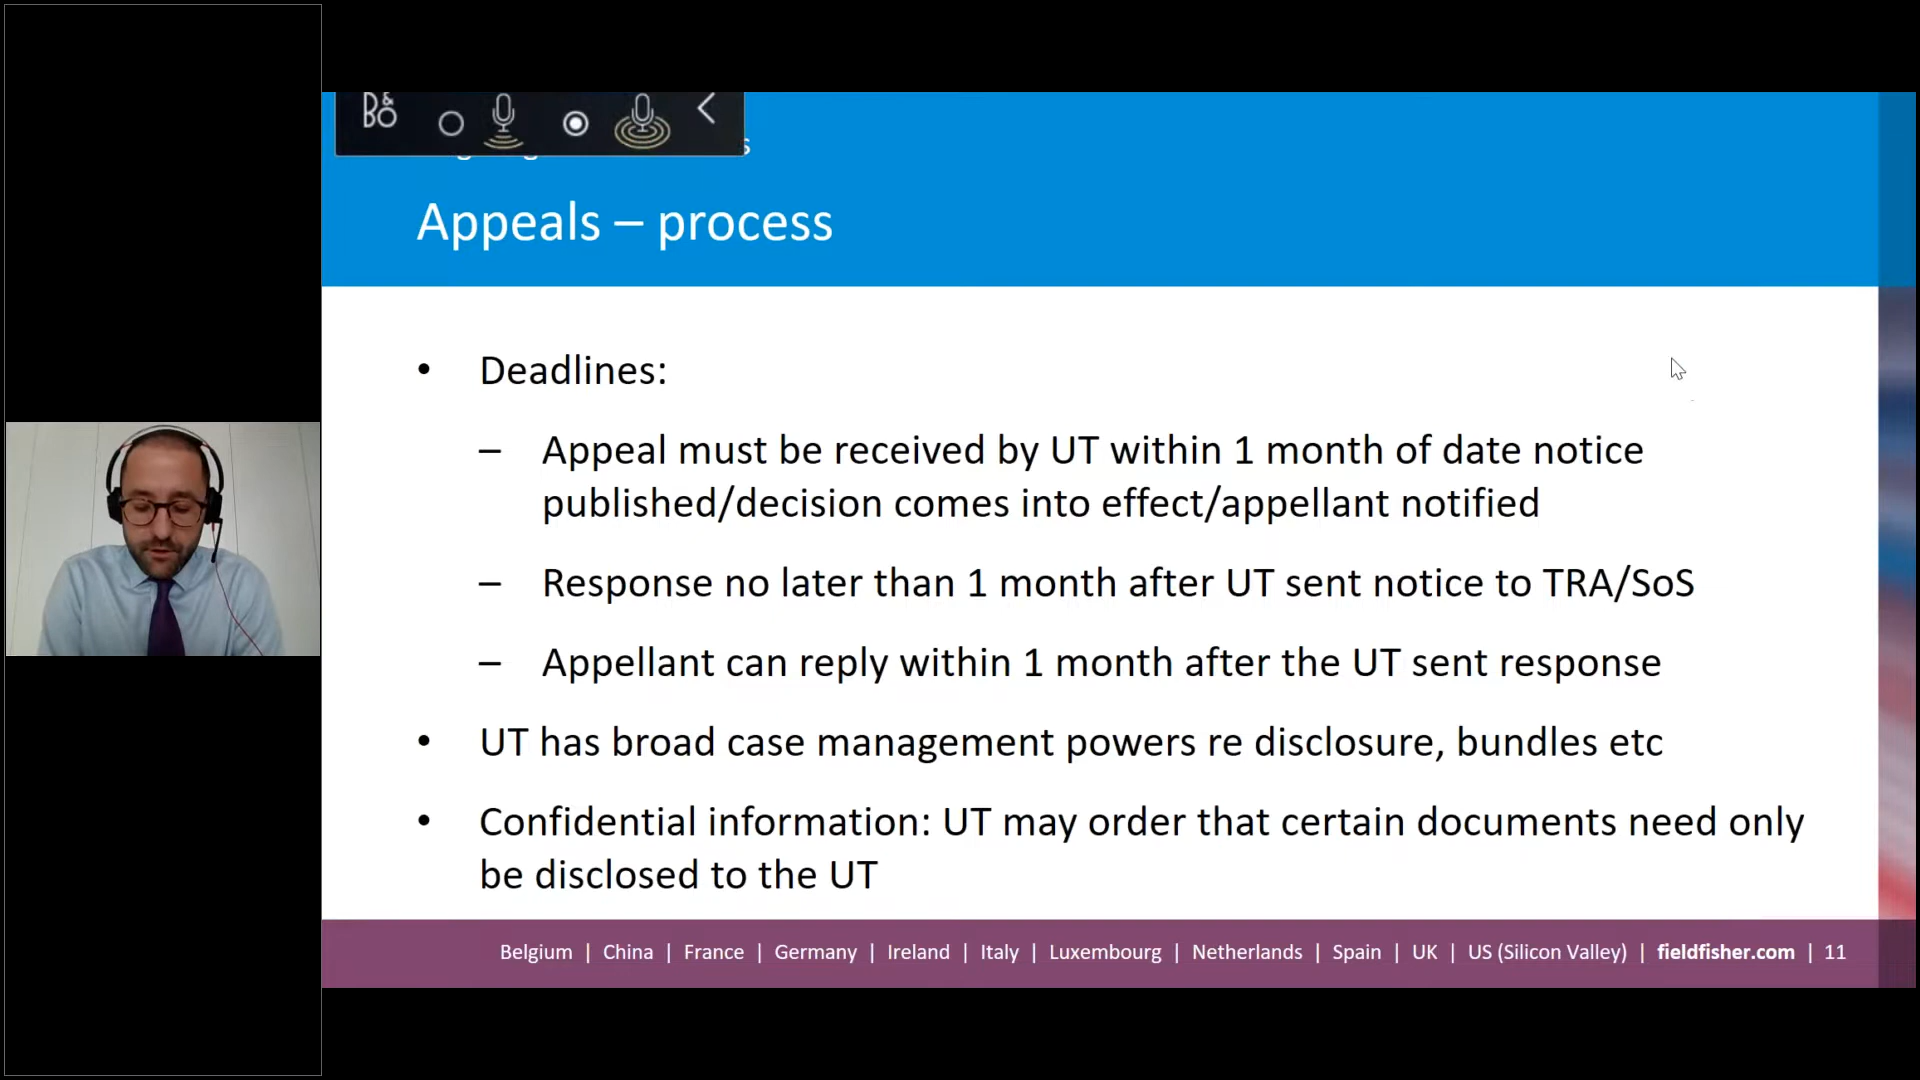 B&O
Appeals – process
• Deadlines:
– Appeal must be received by UT within 1 month of date notice
published/decision comes into effect/appellant notified
– Response no later than 1 month after UT sent notice to TRA/SoS
– Appellant can reply within 1 month after the UT sent response
• UT has broad case management powers re disclosure, bundles etc
• Confidential information: UT may order that certain documents need only
be disclosed to the UT
Belgium | China | France | Germany | Ireland | Italy | Luxembourg | Netherlands | Spain | UK | US (Silicon Valley) | fieldfisher.com | 11